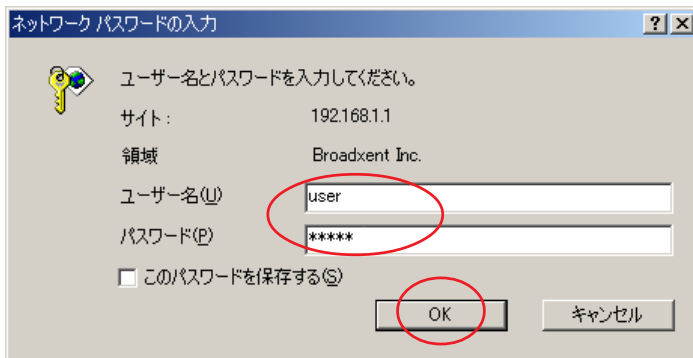 ネットワーク パスワードの入力
ユーザー名とパスワードを入力してください。
サイト： 192.168.1.1
領域 Broadxent Inc.
ユーザー名(U) user
パスワード(P) *****
このパスワードを保存する(S)
OK キャンセル